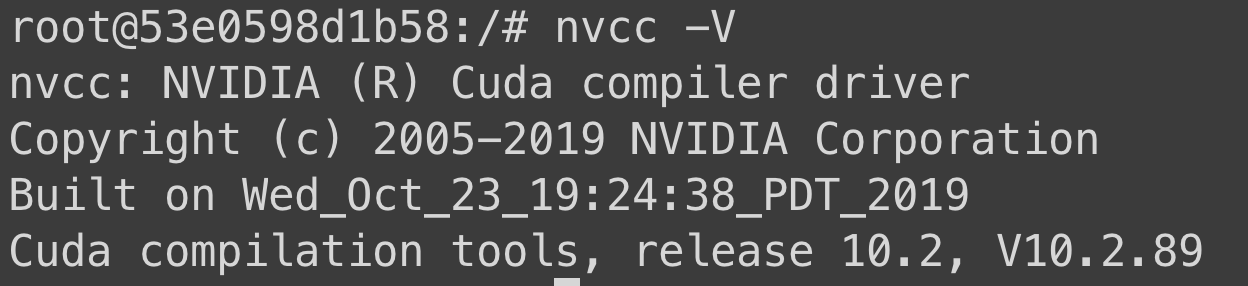 root@53e0598d1b58:/# nvcc -V
nvcc: NVIDIA (R) Cuda compiler driver
Copyright (c) 2005-2019 NVIDIA Corporation
Built on Wed_Oct_23_19:24:38_PDT_2019
Cuda compilation tools, release 10.2, V10.2.89